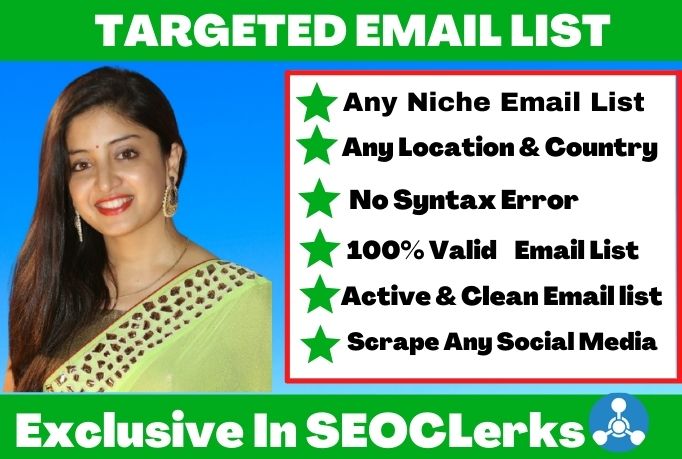 TARGETED EMAIL LIST
Any Niche Email List
Any Location & Country
No Syntax Error
100% Valid Email List
Active & Clean Email list
Scrape Any Social Media
Exclusive In SEOCLerks